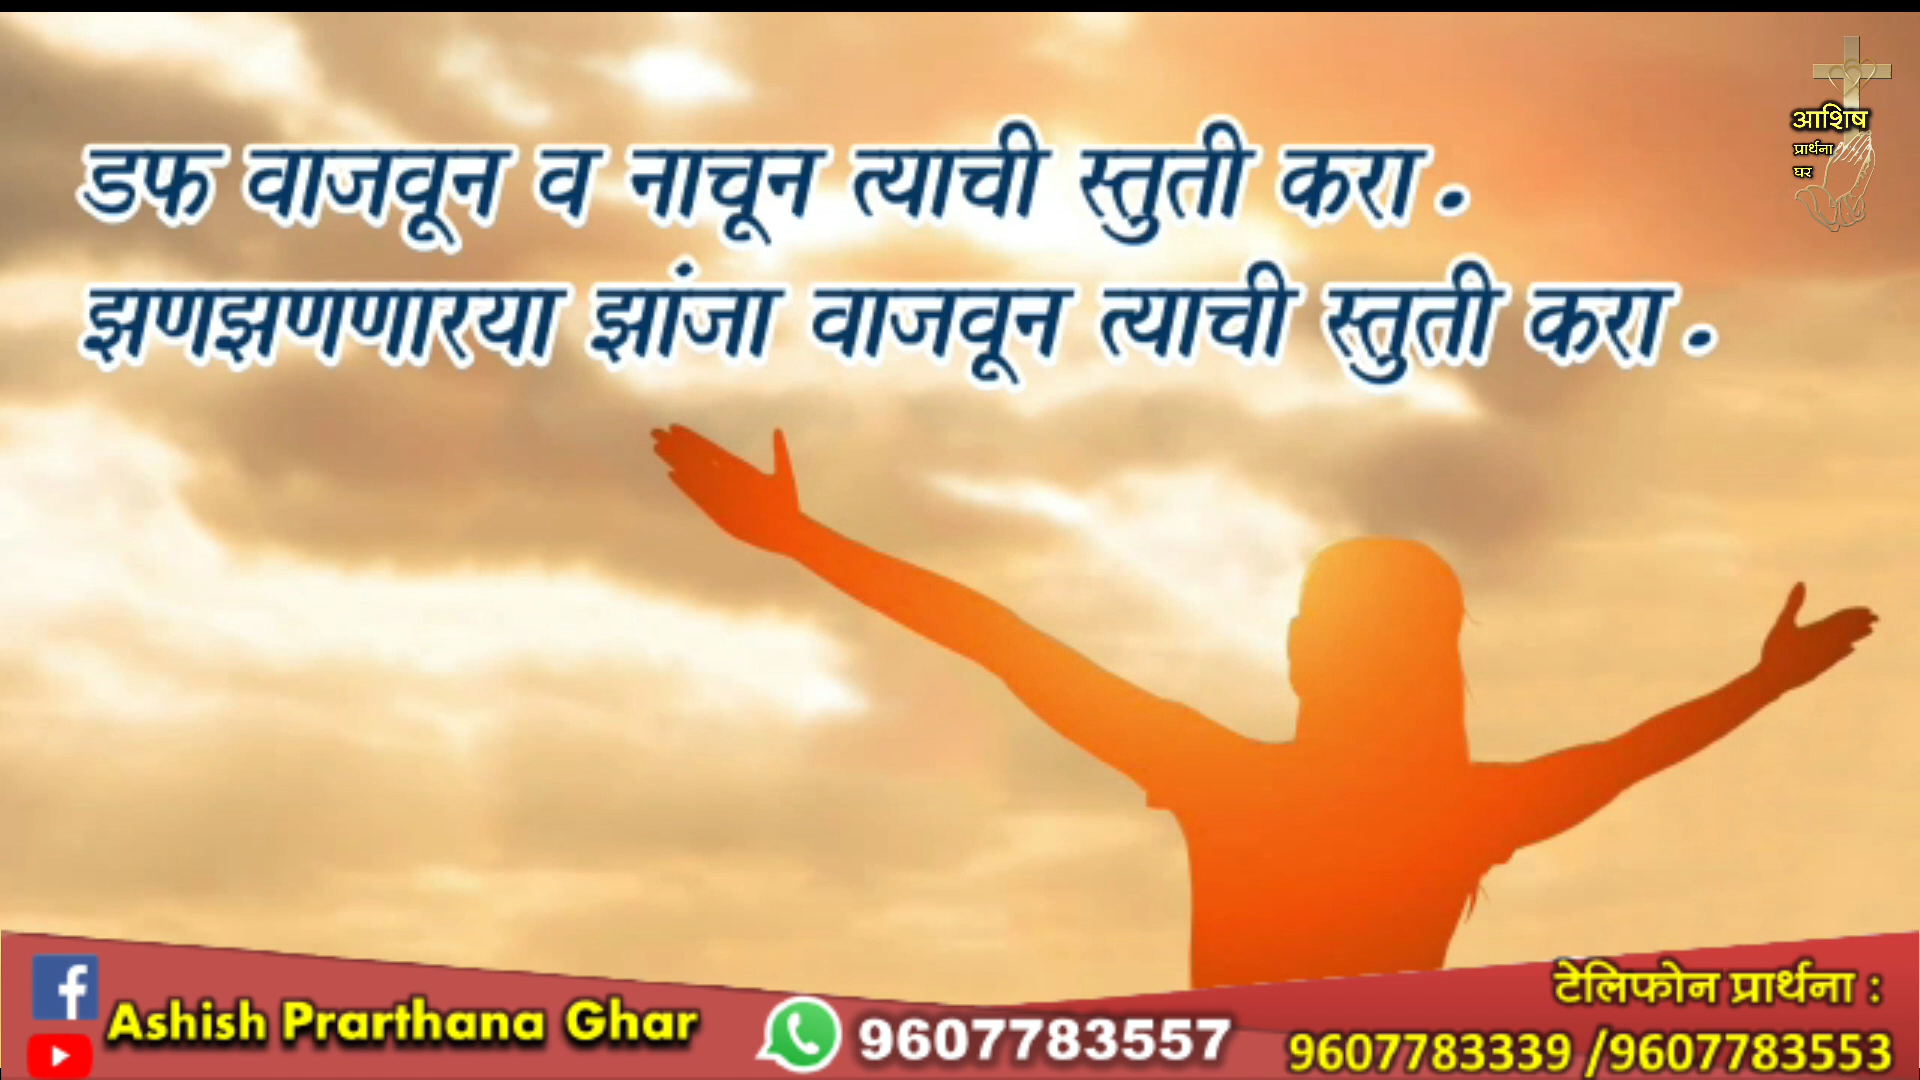 डफ वाजवून व नाचून त्याची स्तुती करा.
झणझणणारया झांजा वाजवून त्याची स्तुती करा.
आशिष
प्रार्थना
घर
Ashish Prarthana Ghar
9607783557
टेलिफोन प्रार्थना :
9607783339 /9607783553